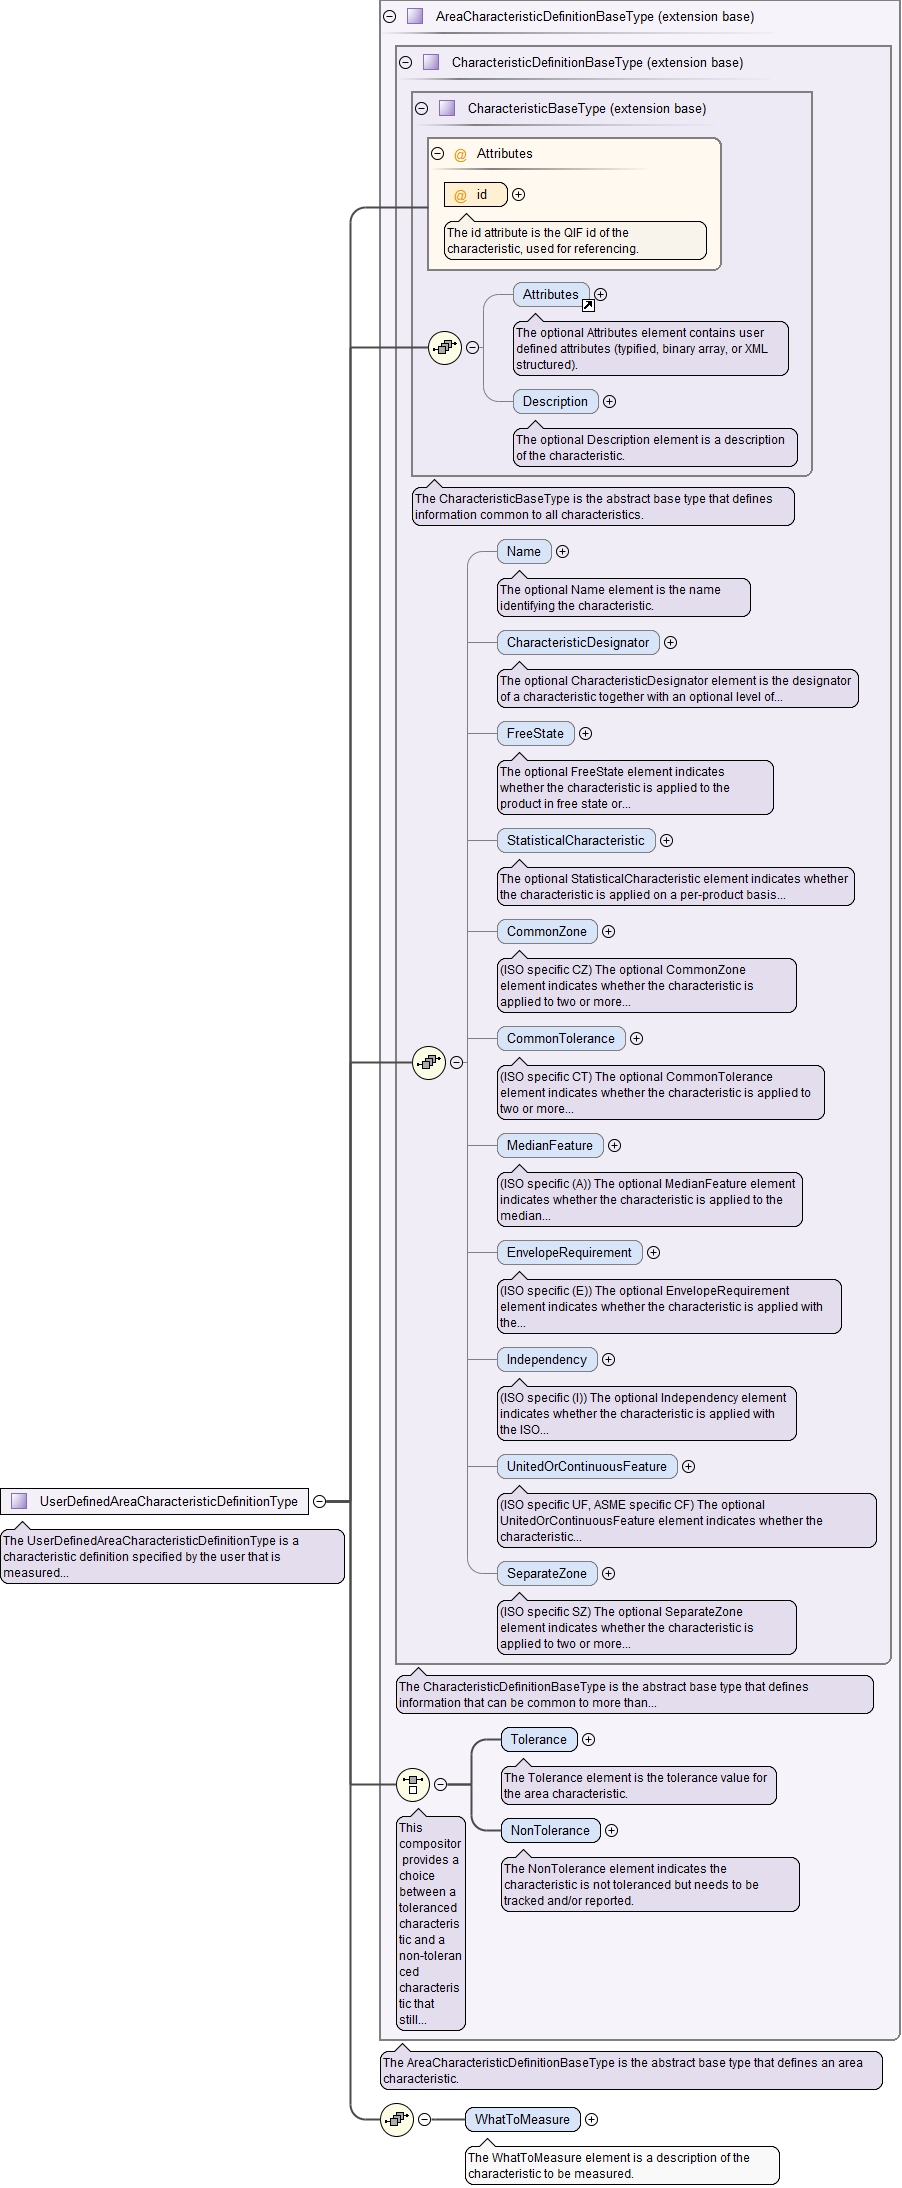 AreaCharacteristicDefinitionBaseType (extension base)
CharacteristicDefinitionBaseType (extension base)
CharacteristicBaseType (extension base)
@ Attributes
@ id
The id attribute is the QIF id of the
characteristic, used for referencing.
Attributes
The optional Attributes element contains user
defined attributes (typified, binary array, or XML
structured).
Description
The optional Description element is a description
of the characteristic.
The CharacteristicBaseType is the abstract base type that defines
information common to all characteristics.
Name
The optional Name element is the name
identifying the characteristic.
CharacteristicDesignator
The optional CharacteristicDesignator element is the designator
of a characteristic together with an optional level of...
FreeState
The optional FreeState element indicates
whether the characteristic is applied to the
product in free state or...
StatisticalCharacteristic
The optional StatisticalCharacteristic element indicates whether
the characteristic is applied on a per-product basis...
CommonZone
(ISO specific CZ) The optional CommonZone
element indicates whether the characteristic is
applied to two or more...
CommonTolerance
(ISO specific CT) The optional CommonTolerance
element indicates whether the characteristic is applied to
two or more...
MedianFeature
(ISO specific (A)) The optional MedianFeature element
indicates whether the characteristic is applied to the
median...
EnvelopeRequirement
(ISO specific (E)) The optional EnvelopeRequirement
element indicates whether the characteristic is applied with
the...
Independency
(ISO specific (I)) The optional Independency element
indicates whether the characteristic is applied with
the ISO...
UnitedOrContinuousFeature
(ISO specific UF, ASME specific CF) The optional
UnitedOrContinuousFeature element indicates whether the
characteristic...
SeparateZone
(ISO specific SZ) The optional SeparateZone
element indicates whether the characteristic is
applied to two or more...
UserDefinedAreaCharacteristicDefinitionType
The UserDefinedAreaCharacteristicDefinitionType is a
characteristic definition specified by the user that is
measured...
The CharacteristicDefinitionBaseType is the abstract base type that defines
information that can be common to more than...
Tolerance
The Tolerance element is the tolerance value for
the area characteristic.
NonTolerance
The NonTolerance element indicates the
characteristic is not toleranced but needs to be
tracked and/or reported.
This
compositor
provides a
choice
between a
toleranced
characteris
tic and a
non-toleran
ced
characteris
tic that
still...
The AreaCharacteristicDefinitionBaseType is the abstract base type that defines an area
characteristic.
WhatToMeasure
The WhatToMeasure element is a description of the
characteristic to be measured.